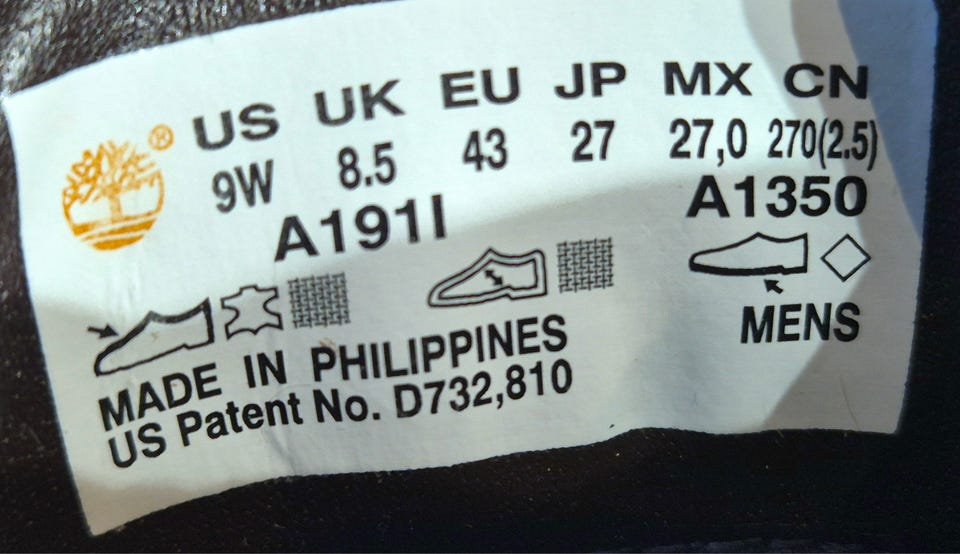 ® US UK EU JP MX CN
9W 8.5 43 27 27,0 270(2.5)
A191I A1350
MENS
MADE IN PHILIPPINES
US Patent No. D732,810